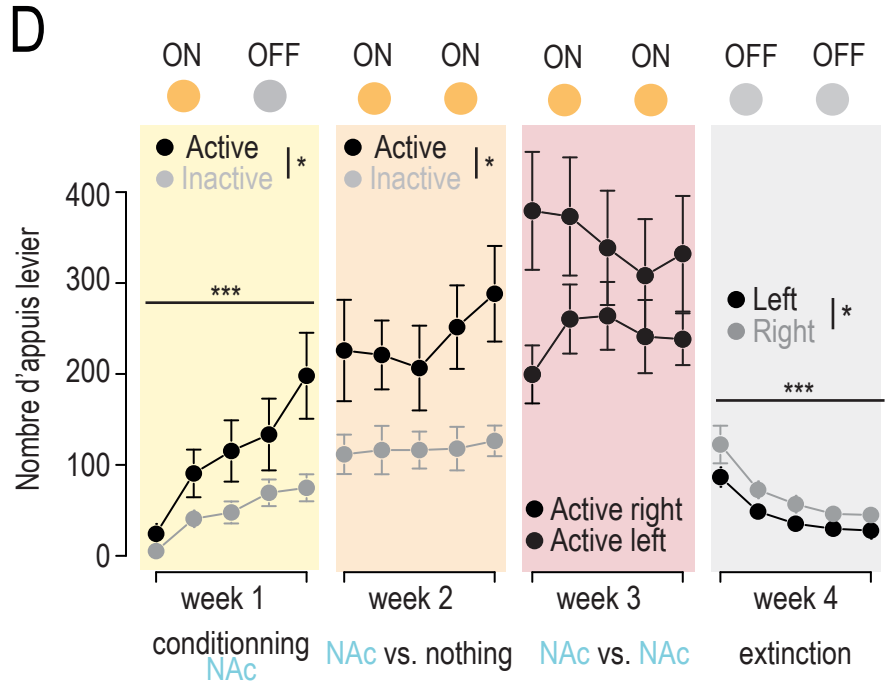 D
ON OFF ON ON ON ON OFF OFF
Active
Inactive
*
Active
Inactive
*
Nombre d'appuis levier
400
300
200
100
0
***
Active right
Active left
Left
Right
*
***
week 1 week 2 week 3 week 4
conditionning
NAc
NAc vs. nothing
NAc vs. NAc
extinction